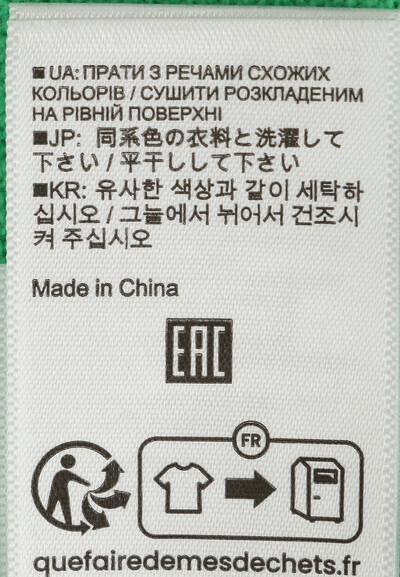 ■ UA: ПРАТИ З РЕЧАМИ СХОЖИХ
КОЛЬОРІВ / СУШИТИ РОЗКЛАДЕНИМ
НА РІВНІЙ ПОВЕРХНІ
■JP: 同系色の衣料と洗濯して
下さい / 平干しして下さい
■KR: 유사한 색상과 같이 세탁하
십시오 / 그늘에서 뉘어서 건조시
켜 주십시오
Made in China
EAC
FR
quefairedemesdechets.fr